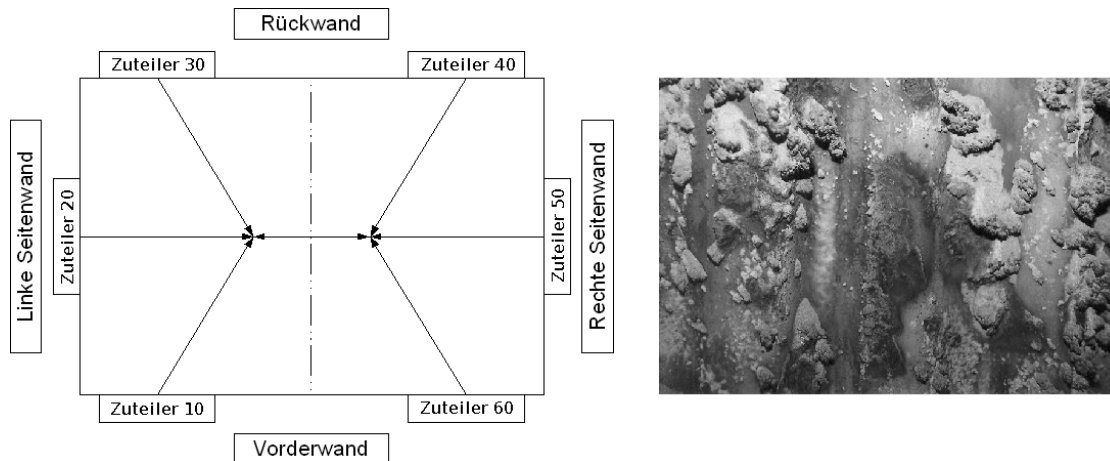 Rückwand
Zuteiler 30
Zuteiler 40
Linke Seitenwand
Zuteiler 20
Zuteiler 50
Rechte Seitenwand
Zuteiler 10
Zuteiler 60
Vorderwand